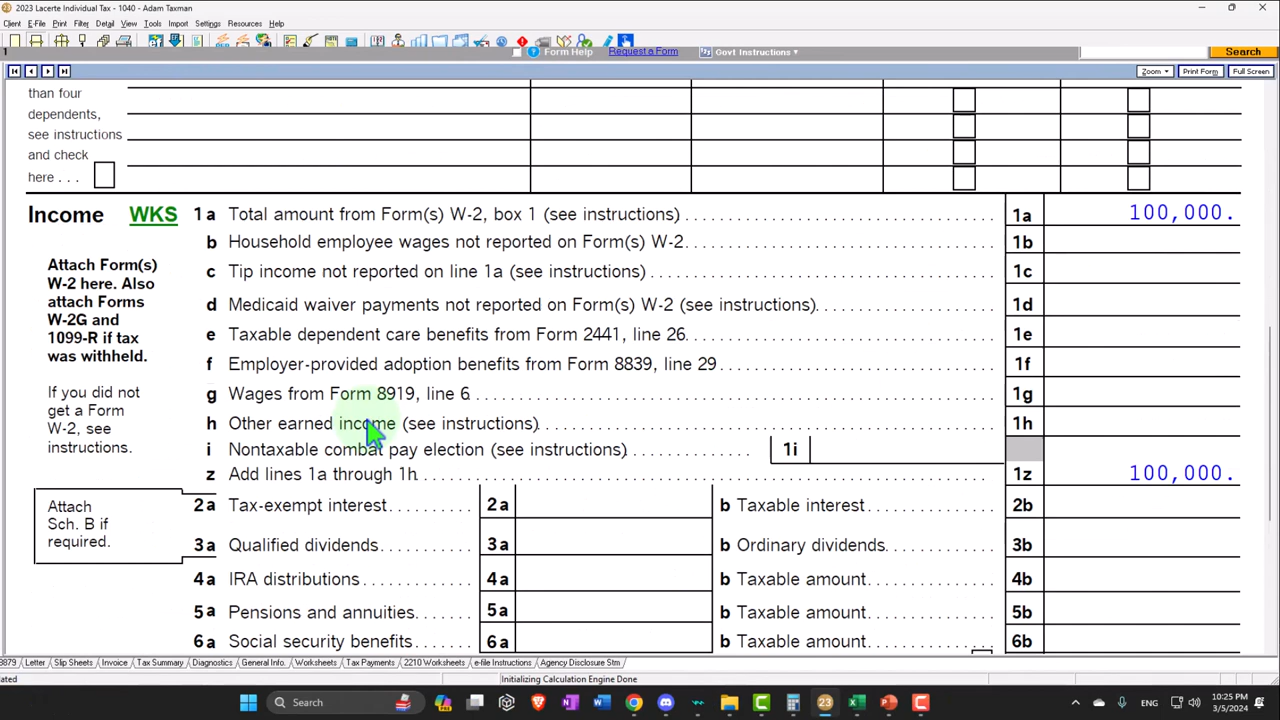 2023 Lacerte Individual Tax - 1040 - Adam Taxman
Client E-File Print Filter Detail View Tools Import Settings Resources Help
1 Form Help Request a Form Govt Instructions Search
Zoom Print Form Full Screen
than four
dependents,
see instructions
and check
here . . .
Income WKS
Attach Form(s)
W-2 here. Also
attach Forms
W-2G and
1099-R if tax
was withheld.
If you did not
get a Form
W-2, see
instructions.
1a Total amount from Form(s) W-2, box 1 (see instructions) 1a 100,000.
b Household employee wages not reported on Form(s) W-2 1b
c Tip income not reported on line 1a (see instructions) 1c
d Medicaid waiver payments not reported on Form(s) W-2 (see instructions) 1d
e Taxable dependent care benefits from Form 2441, line 26 1e
f Employer-provided adoption benefits from Form 8839, line 29 1f
g Wages from Form 8919, line 6 1g
h Other earned income (see instructions) 1h
i Nontaxable combat pay election (see instructions) 1i
z Add lines 1a through 1h 1z 100,000.
Attach
Sch. B if
required.
2a Tax-exempt interest 2a b Taxable interest 2b
3a Qualified dividends 3a b Ordinary dividends 3b
4a IRA distributions 4a b Taxable amount 4b
5a Pensions and annuities 5a b Taxable amount 5b
6a Social security benefits 6a b Taxable amount 6b
8879 Letter Slip Sheets Invoice Tax Summary Diagnostics General Info. Worksheets Tax Payments 2210 Worksheets e-file Instructions Agency Disclosure Stm
ated Initializing Calculation Engine Done
Search
23
10:25 PM
3/5/2024